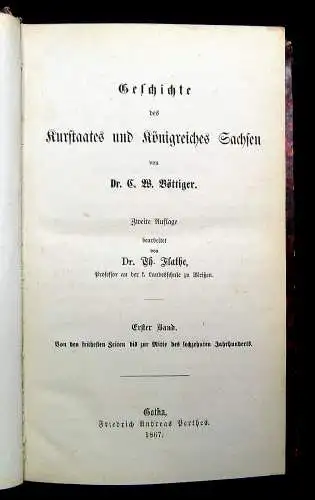 Geschichte
des
Kurstaates und Königreiches Sachsen
von
Dr. C. W. Böttiger.
Zweite Auflage
bearbeitet
von
Dr. Th. Flathe,
Professor an der k. Landesschule zu Meißen.
Erster Band.
Von den frühesten Zeiten bis zur Mitte des sechzehnten Jahrhunderts.
Gotha,
Friedrich Andreas Perthes.
1867.